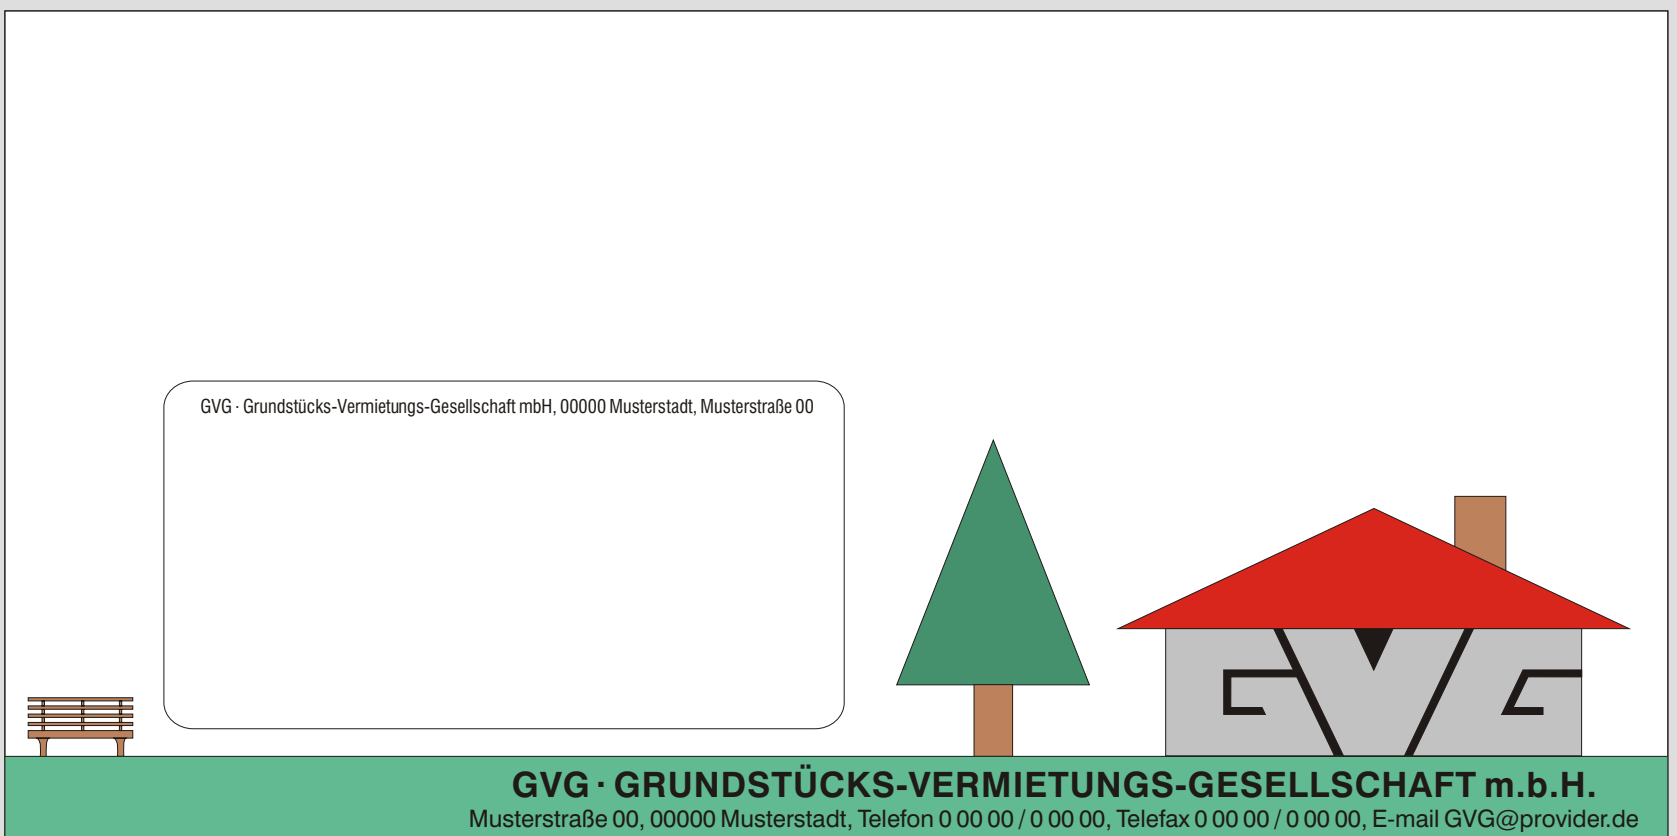 GVG · Grundstücks-Vermietungs-Gesellschaft mbH, 00000 Musterstadt, Musterstraße 00
GVG
GVG · GRUNDSTÜCKS-VERMIETUNGS-GESELLSCHAFT m.b.H.
Musterstraße 00, 00000 Musterstadt, Telefon 0 00 00 / 0 00 00, Telefax 0 00 00 / 0 00 00, E-mail GVG@provider.de